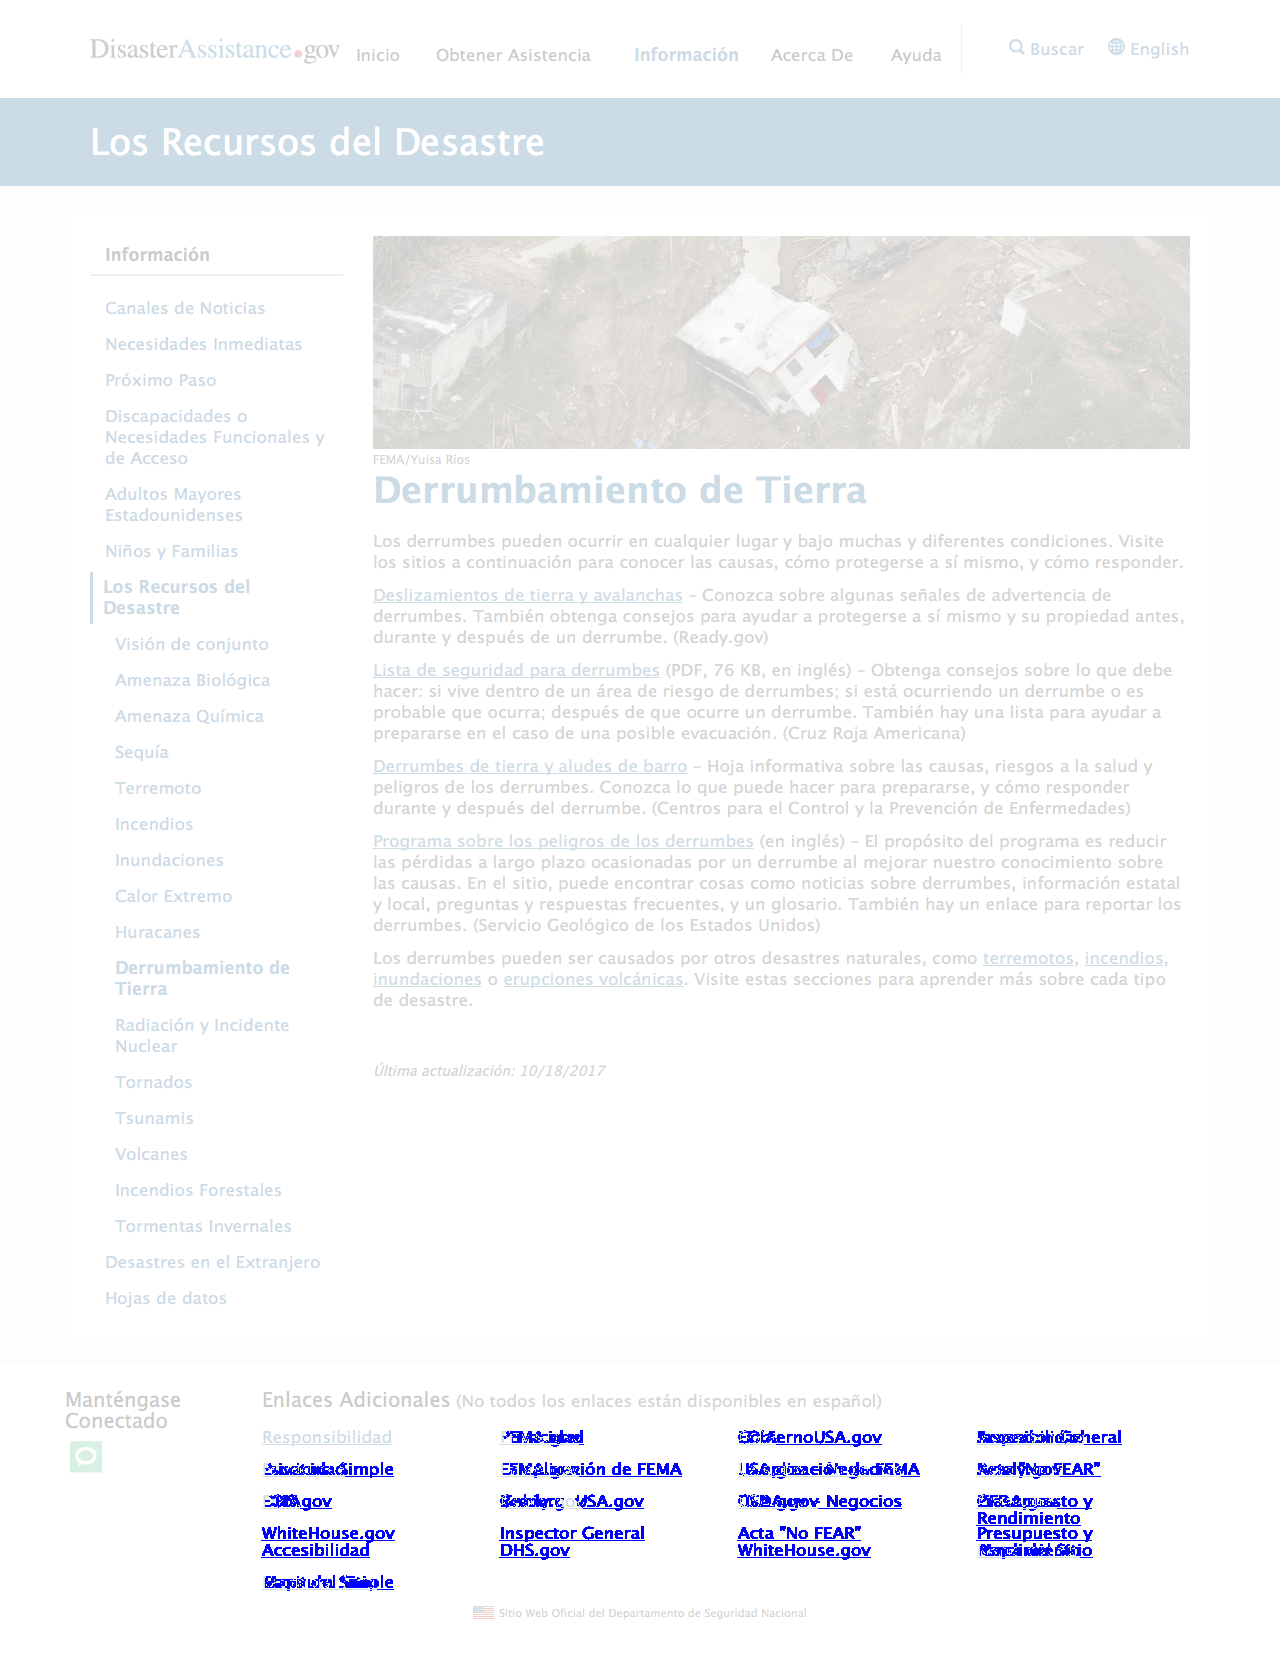 DisasterAssistance.gov
Inicio
Obtener Asistencia
Información
Acerca De
Ayuda
Buscar
English
Los Recursos del Desastre
Información
Canales de Noticias
Necesidades Inmediatas
Próximo Paso
Discapacidades o
Necesidades Funcionales y
de Acceso
Adultos Mayores
Estadounidenses
Niños y Familias
Los Recursos del
Desastre
Visión de conjunto
Amenaza Biológica
Amenaza Química
Sequía
Terremoto
Incendios
Inundaciones
Calor Extremo
Huracanes
Derrumbamiento de
Tierra
Radiación y Incidente
Nuclear
Tornados
Tsunamis
Volcanes
Incendios Forestales
Tormentas Invernales
Desastres en el Extranjero
Hojas de datos
FEMA/Yuisa Ríos
Derrumbamiento de Tierra
Los derrumbes pueden ocurrir en cualquier lugar y bajo muchas y diferentes condiciones. Visite
los sitios a continuación para conocer las causas, cómo protegerse a sí mismo, y cómo responder.
Deslizamientos de tierra y avalanchas – Conozca sobre algunas señales de advertencia de
derrumbes. También obtenga consejos para ayudar a protegerse a sí mismo y su propiedad antes,
durante y después de un derrumbe. (Ready.gov)
Lista de seguridad para derrumbes (PDF, 76 KB, en inglés) – Obtenga consejos sobre lo que debe
hacer: si vive dentro de un área de riesgo de derrumbes; si está ocurriendo un derrumbe o es
probable que ocurra; después de que ocurre un derrumbe. También hay una lista para ayudar a
prepararse en el caso de una posible evacuación. (Cruz Roja Americana)
Derrumbes de tierra y aludes de barro – Hoja informativa sobre las causas, riesgos a la salud y
peligros de los derrumbes. Conozca lo que puede hacer para prepararse, y cómo responder
durante y después del derrumbe. (Centros para el Control y la Prevención de Enfermedades)
Programa sobre los peligros de los derrumbes (en inglés) – El propósito del programa es reducir
las pérdidas a largo plazo ocasionadas por un derrumbe al mejorar nuestro conocimiento sobre
las causas. En el sitio, puede encontrar cosas como noticias sobre derrumbes, información estatal
y local, preguntas y respuestas frecuentes, y un glosario. También hay un enlace para reportar los
derrumbes. (Servicio Geológico de los Estados Unidos)
Los derrumbes pueden ser causados por otros desastres naturales, como terremotos, incendios,
inundaciones o erupciones volcánicas. Visite estas secciones para aprender más sobre cada tipo
de desastre.
Última actualización: 10/18/2017
Manténgase
Conectado
Enlaces Adicionales (No todos los enlaces están disponibles en español)
Responsibilidad
WhiteHouse.gov
Accesibilidad
Inspector General
DHS.gov
Acta "No FEAR"
WhiteHouse.gov
Rendimiento
Presupuesto y
Sitio Web Oficial del Departamento de Seguridad Nacional